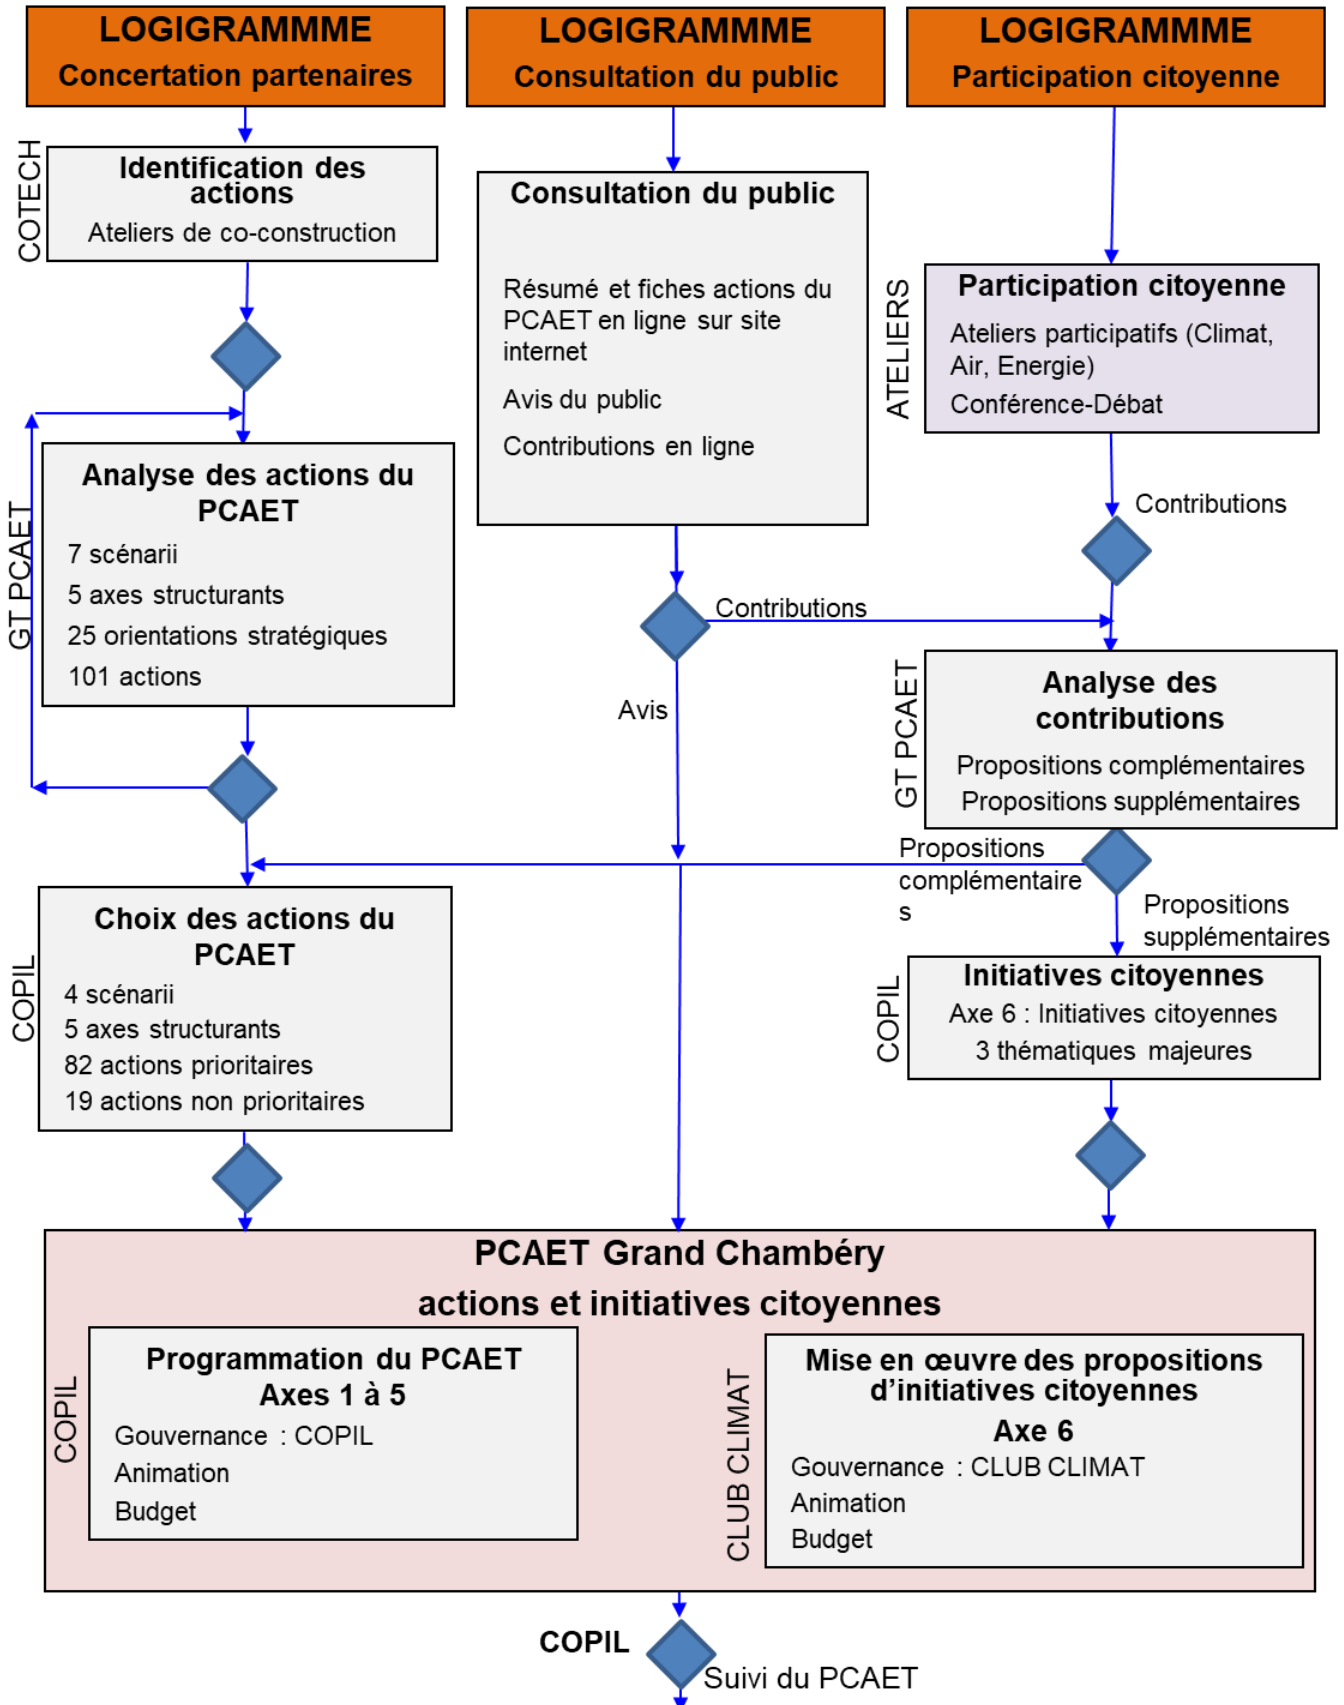 LOGIGRAMMME
Concertation partenaires
COTECH
Identification des
actions
Ateliers de co-construction
GT PCAET
Analyse des actions du
PCAET
7 scénarii
5 axes structurants
25 orientations stratégiques
101 actions
COPIL
Choix des actions du
PCAET
4 scénarii
5 axes structurants
82 actions prioritaires
19 actions non prioritaires
LOGIGRAMMME
Consultation du public
Consultation du public
Résumé et fiches actions du
PCAET en ligne sur site
internet
Avis du public
Contributions en ligne
Contributions
Avis
LOGIGRAMMME
Participation citoyenne
ATELIERS
Participation citoyenne
Ateliers participatifs (Climat,
Air, Energie)
Conférence-Débat
Contributions
GT PCAET
Analyse des
contributions
Propositions complémentaires
Propositions supplémentaires
Propositions
complémentaire
s
Propositions
supplémentaires
COPIL
Initiatives citoyennes
Axe 6 : Initiatives citoyennes
3 thématiques majeures
PCAET Grand Chambéry
actions et initiatives citoyennes
COPIL
Programmation du PCAET
Axes 1 à 5
Gouvernance : COPIL
Animation
Budget
CLUB CLIMAT
Mise en œuvre des propositions
d’initiatives citoyennes
Axe 6
Gouvernance : CLUB CLIMAT
Animation
Budget
COPIL
Suivi du PCAET